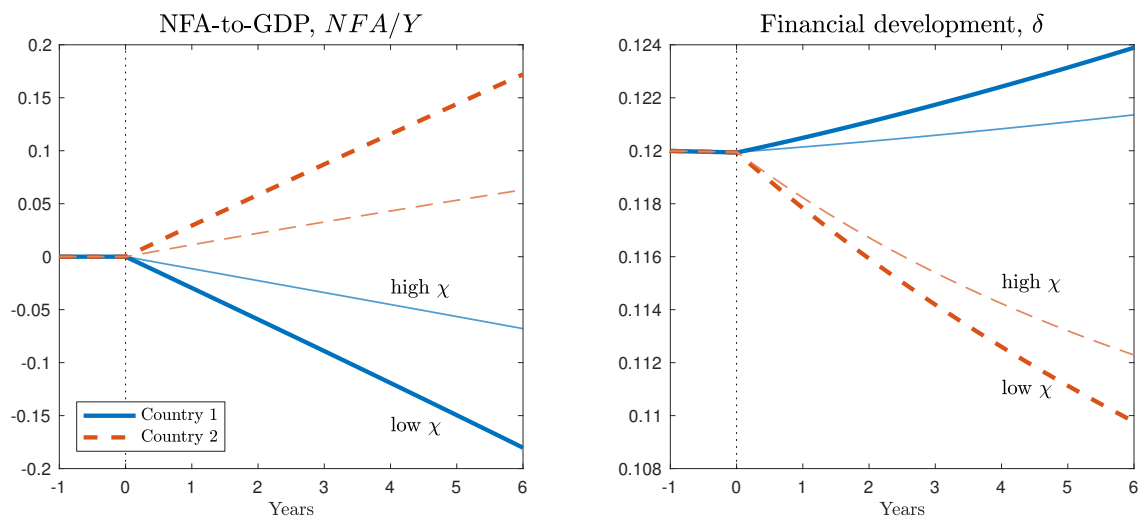 NFA-to-GDP, NFA/Y
0.2
0.15
0.1
0.05
0
-0.05
-0.1
-0.15
-0.2
high χ
low χ
Country 1
Country 2
-1 0 1 2 3 4 5 6
Years
Financial development, δ
0.124
0.122
0.12
0.118
0.116
0.114
0.112
0.11
0.108
high χ
low χ
-1 0 1 2 3 4 5 6
Years